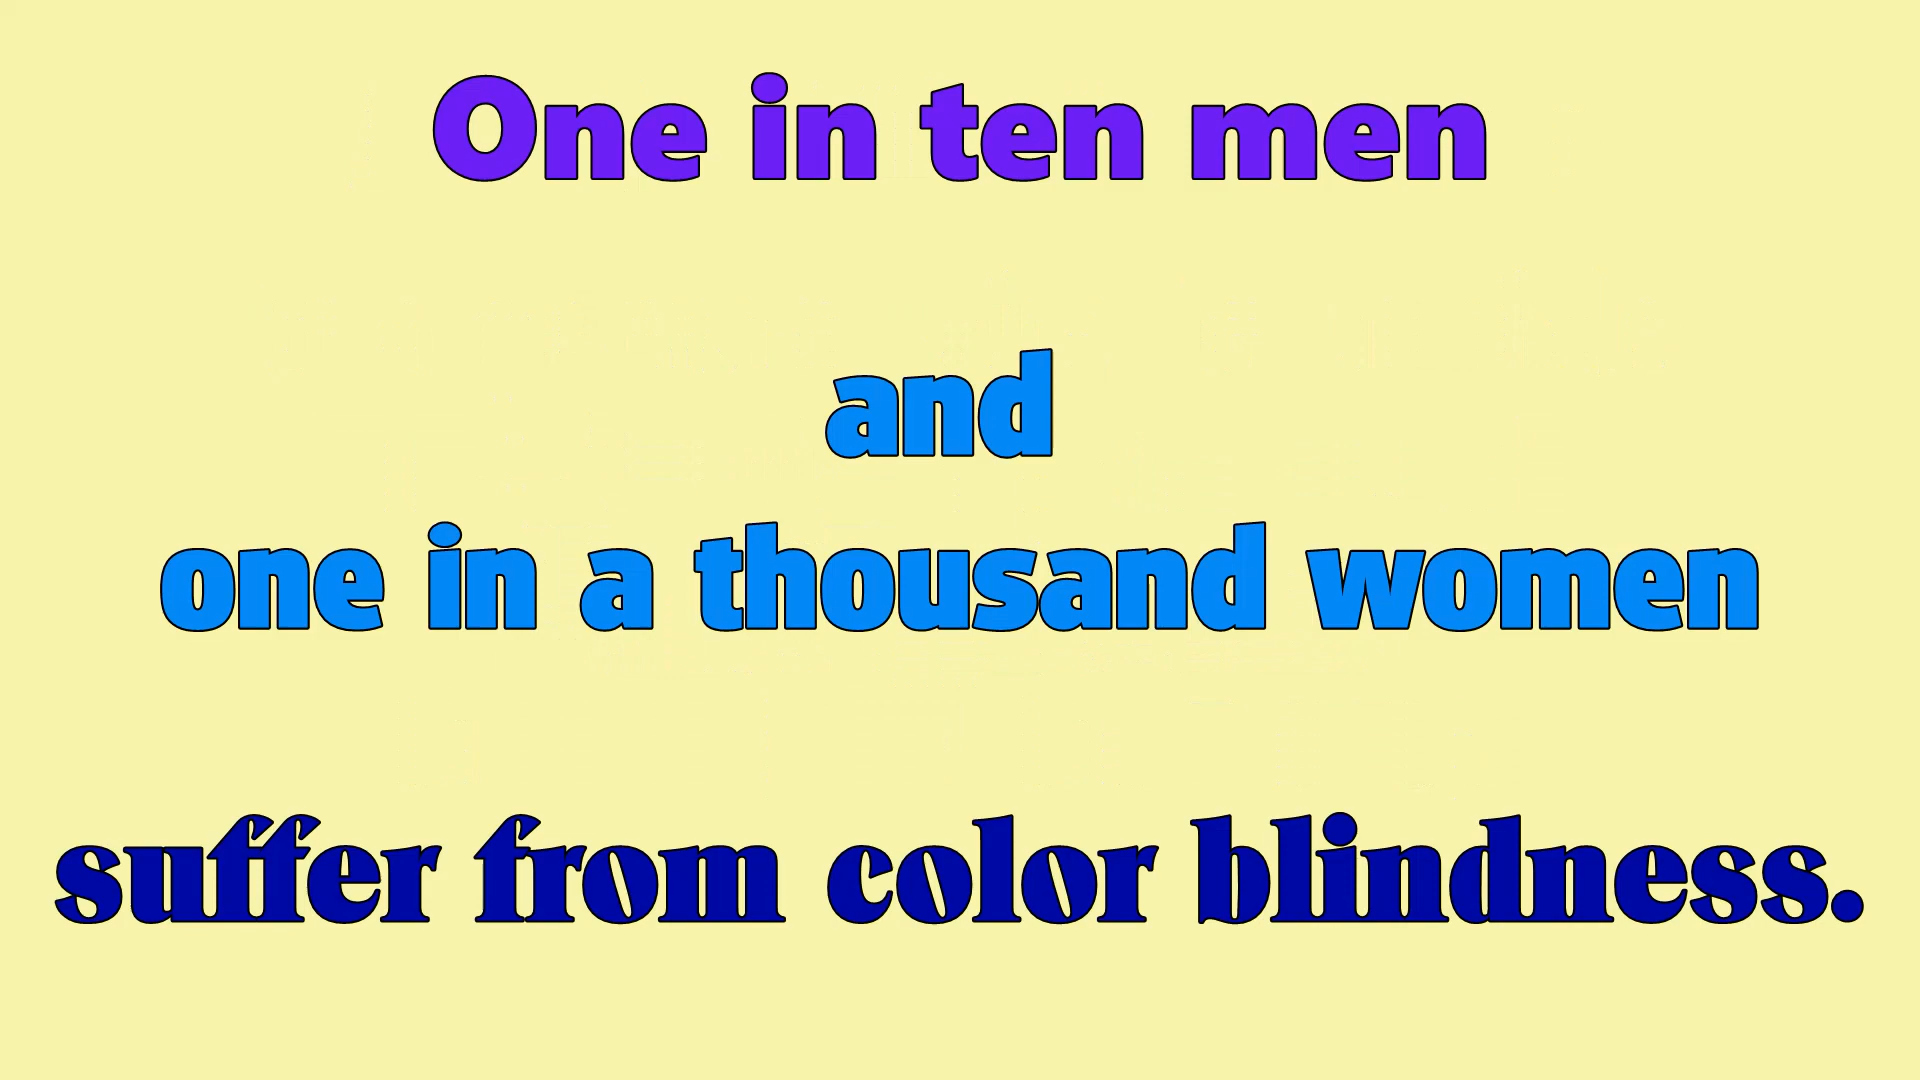 One in ten men
and
one in a thousand women
suffer from color blindness.